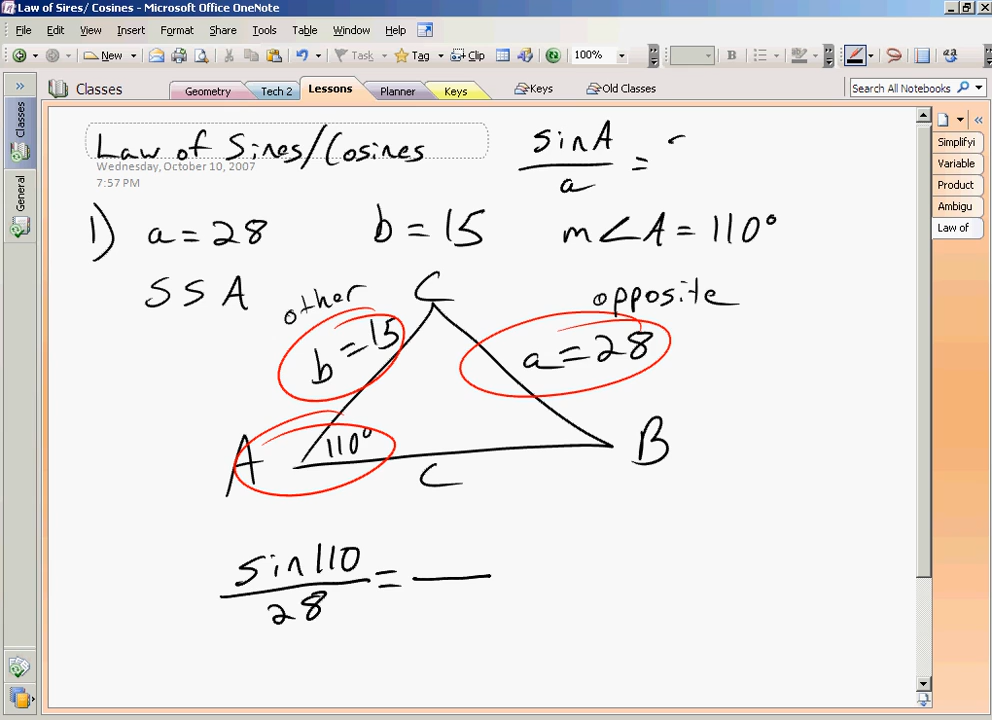 Law of Sires/ Cosines - Microsoft Office OneNote
File Edit View Insert Format Share Tools Table Window Help
New Task Tag Clip 100% B
Classes Geometry Tech 2 Lessons Planner Keys Keys Old Classes Search All Notebooks
Classes
General
Law of Sires/Cosines
Wednesday, October 10, 2007
7:57 PM
sin A
a
=
1) a = 28 b = 15 m∠A = 110°
S S A
other C opposite
b = 15 a = 28
A 110° B
C
sin 110
28
=
Simplifyi
Variable
Product
Ambigu
Law of